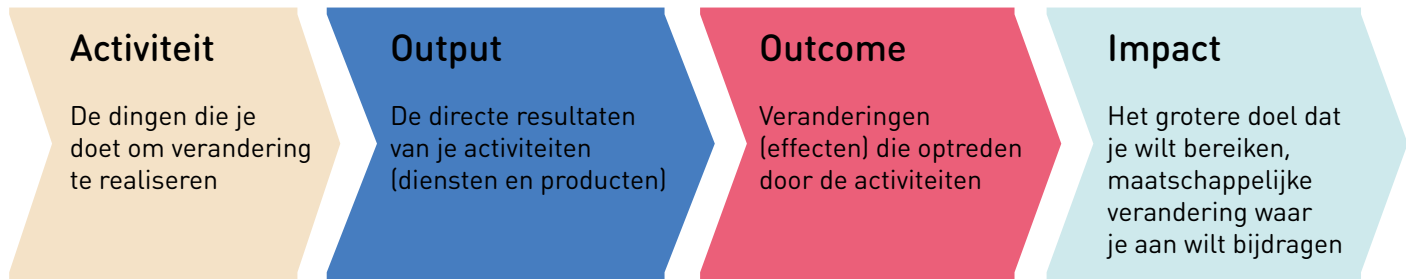 Activiteit
De dingen die je
doet om verandering
te realiseren
Output
De directe resultaten
van je activiteiten
(diensten en producten)
Outcome
Veranderingen
(effecten) die optreden
door de activiteiten
Impact
Het grotere doel dat
je wilt bereiken,
maatschappelijke
verandering waar
je aan wilt bijdragen